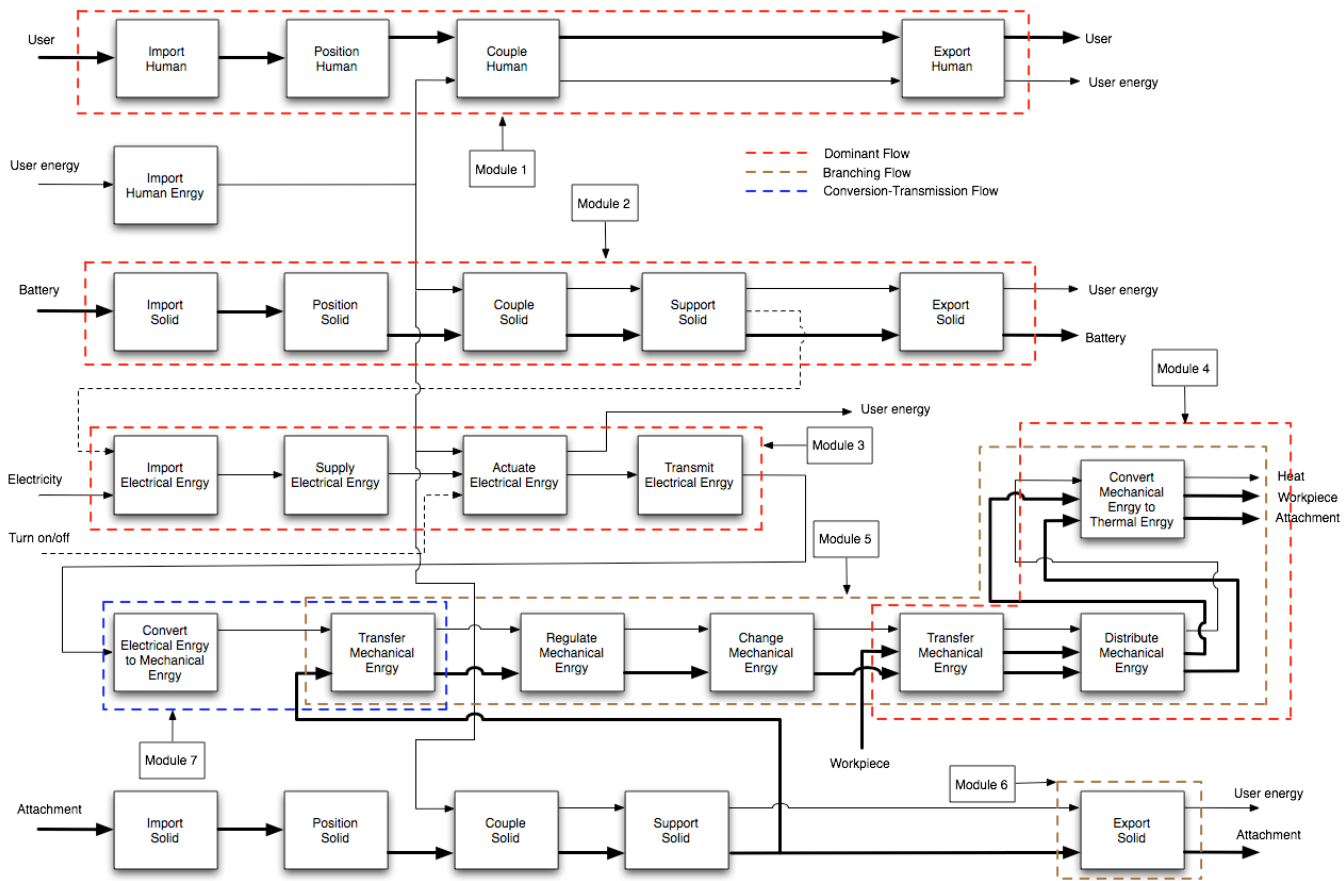 User
Import
Human
Position
Human
Couple
Human
Export
Human
User
User energy
Module 1
User energy
Import
Human Enrgy
Dominant Flow
Branching Flow
Conversion-Transmission Flow
Module 2
Battery
Import
Solid
Position
Solid
Couple
Solid
Support
Solid
Export
Solid
User energy
Battery
Module 4
User energy
Module 3
Electricity
Import
Electrical Enrgy
Supply
Electrical Enrgy
Actuate
Electrical Enrgy
Transmit
Electrical Enrgy
Convert
Mechanical
Enrgy to
Thermal Enrgy
Heat
Workpiece
Attachment
Turn on/off
Module 5
Convert
Electrical Enrgy
to Mechanical
Enrgy
Transfer
Mechanical
Enrgy
Regulate
Mechanical
Enrgy
Change
Mechanical
Enrgy
Transfer
Mechanical
Enrgy
Distribute
Mechanical
Enrgy
Module 7
Workpiece
Module 6
Attachment
Import
Solid
Position
Solid
Couple
Solid
Support
Solid
Export
Solid
User energy
Attachment